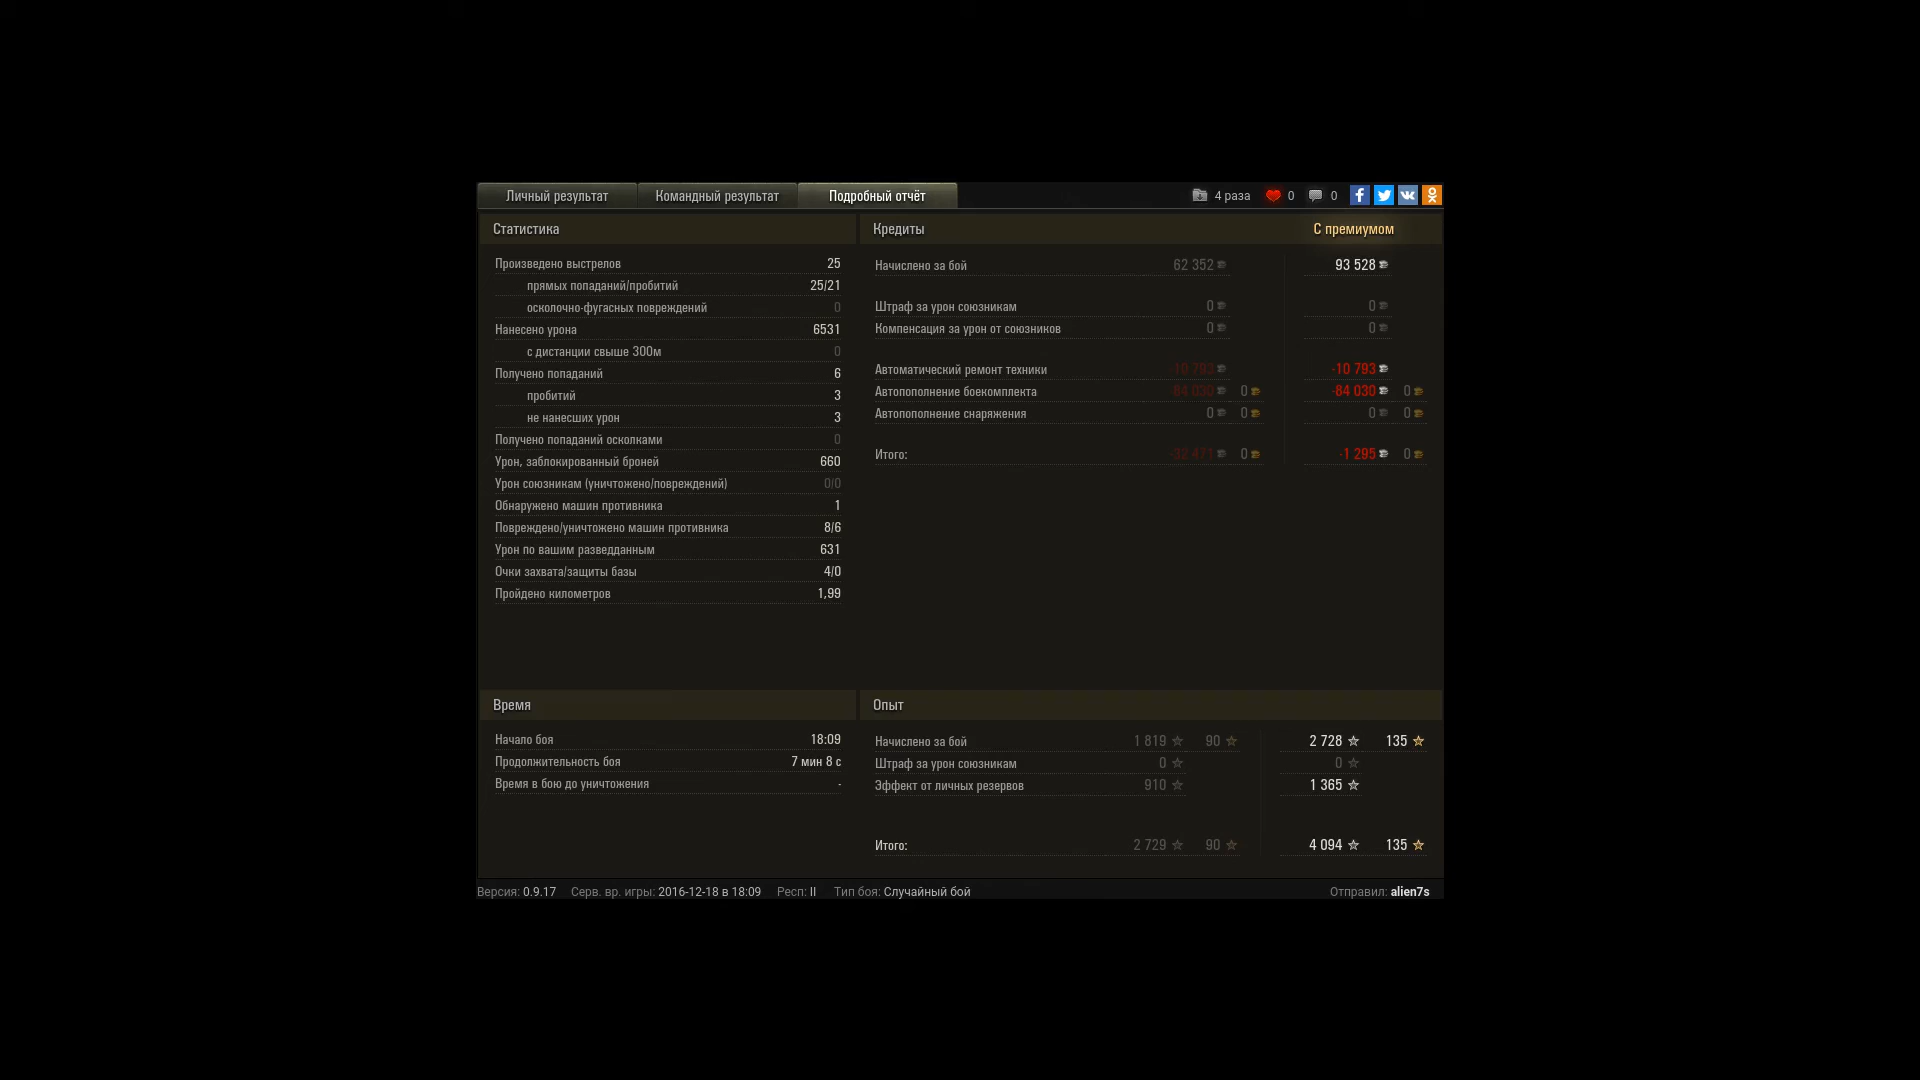 Личный результат Командный результат Подробный отчёт 4 раза 0 0
Статистика
Произведено выстрелов 25
прямых попаданий/пробитий 25/21
осколочно-фугасных повреждений 0
Нанесено урона 6531
с дистанции свыше 300м 0
Получено попаданий 6
пробитий 3
не нанесших урон 3
Получено попаданий осколками 0
Урон, заблокированный броней 660
Урон союзникам (уничтожено/повреждений) 0/0
Обнаружено машин противника 1
Повреждено/уничтожено машин противника 8/6
Урон по вашим разведданным 631
Очки захвата/защиты базы 4/0
Пройдено километров 1,99
Кредиты С премиумом
Начислено за бой 62 352 93 528
Штраф за урон союзникам 0 0
Компенсация за урон от союзников 0 0
Автоматический ремонт техники -10 793 -10 793
Автопополнение боекомплекта -84 030 0 -84 030 0
Автопополнение снаряжения 0 0 0 0
Итого: -32 471 0 -1 295 0
Время
Начало боя 18:09
Продолжительность боя 7 мин 8 с
Время в бою до уничтожения -
Опыт
Начислено за бой 1 819 90 2 728 135
Штраф за урон союзникам 0 0
Эффект от личных резервов 910 1 365
Итого: 2 729 90 4 094 135
Версия: 0.9.17 Серв. вр. игры: 2016-12-18 в 18:09 Респ: II Тип боя: Случайный бой Отправил: alien7s